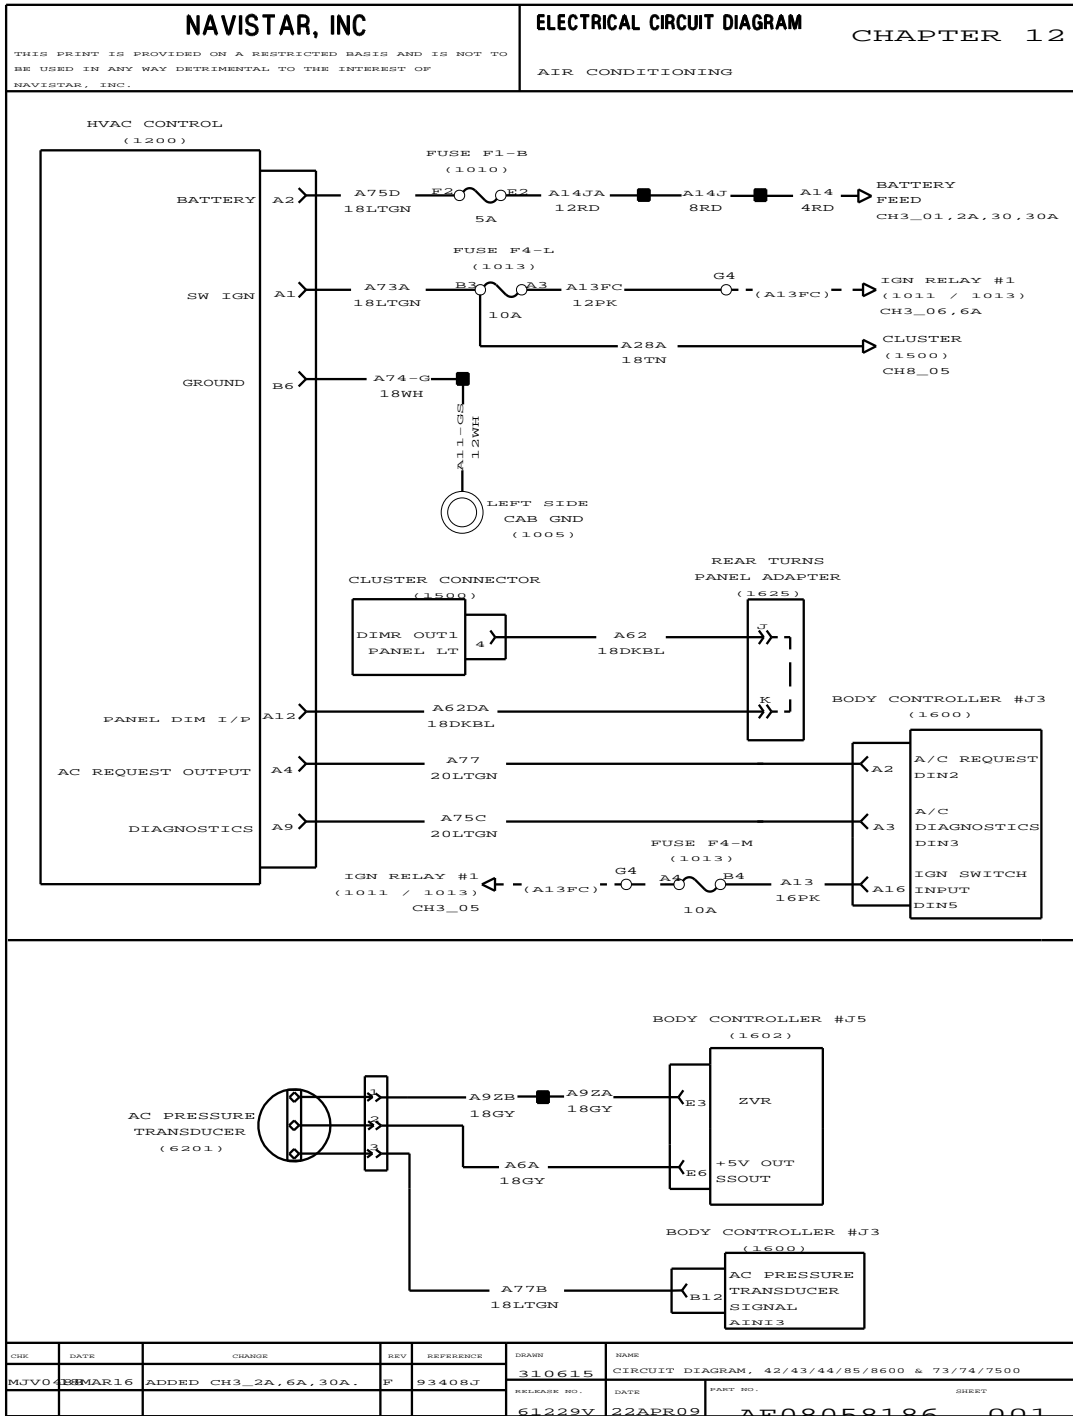 NAVISTAR, INC
THIS PRINT IS PROVIDED ON A RESTRICTED BASIS AND IS NOT TO
BE USED IN ANY WAY DETRIMENTAL TO THE INTEREST OF
NAVISTAR, INC.
ELECTRICAL CIRCUIT DIAGRAM
CHAPTER 12
AIR CONDITIONING
HVAC CONTROL
(1200)
FUSE F1-B
(1010)
BATTERY A2
A75D
18LTGN
F2 E2
5A
A14JA
12RD
A14J
8RD
A14
4RD
BATTERY
FEED
CH3_01,2A,30,30A
FUSE F4-L
(1013)
SW IGN A1
A73A
18LTGN
B3 A3
10A
A13FC
12PK
G4
(A13FC)
IGN RELAY #1
(1011 / 1013)
CH3_06,6A
A28A
18TN
CLUSTER
(1500)
CH8_05
GROUND B6
A74-G
18WH
A11-GS
12WH
LEFT SIDE
CAB GND
(1005)
CLUSTER CONNECTOR
(1500)
DIMR OUT1
PANEL LT
4
A62
18DKBL
REAR TURNS
PANEL ADAPTER
(1625)
J
K
PANEL DIM I/P A12
A62DA
18DKBL
BODY CONTROLLER #J3
(1600)
AC REQUEST OUTPUT A4
A77
20LTGN
A2
A/C REQUEST
DIN2
DIAGNOSTICS A9
A75C
20LTGN
A3
A/C
DIAGNOSTICS
DIN3
FUSE F4-M
(1013)
IGN RELAY #1
(1011 / 1013)
CH3_05
(A13FC)
G4
A4 B4
10A
A13
16PK
A16
IGN SWITCH
INPUT
DIN5
BODY CONTROLLER #J5
(1602)
AC PRESSURE
TRANSDUCER
(6201)
1
2
3
A9ZB
18GY
A9ZA
18GY
E3
ZVR
A6A
18GY
E6
+5V OUT
SSOUT
BODY CONTROLLER #J3
(1600)
A77B
18LTGN
B12
AC PRESSURE
TRANSDUCER
SIGNAL
AINI3
CHK DATE CHANGE REV REFERENCE
MAR16 ADDED CH3_2A,6A,30A. F 93408J
DRAWN
310615
NAME
CIRCUIT DIAGRAM, 42/43/44/85/8600 & 73/74/7500
RELEASE NO.
61229V
DATE
22APR09
PART NO.
AE08058186
SHEET
001